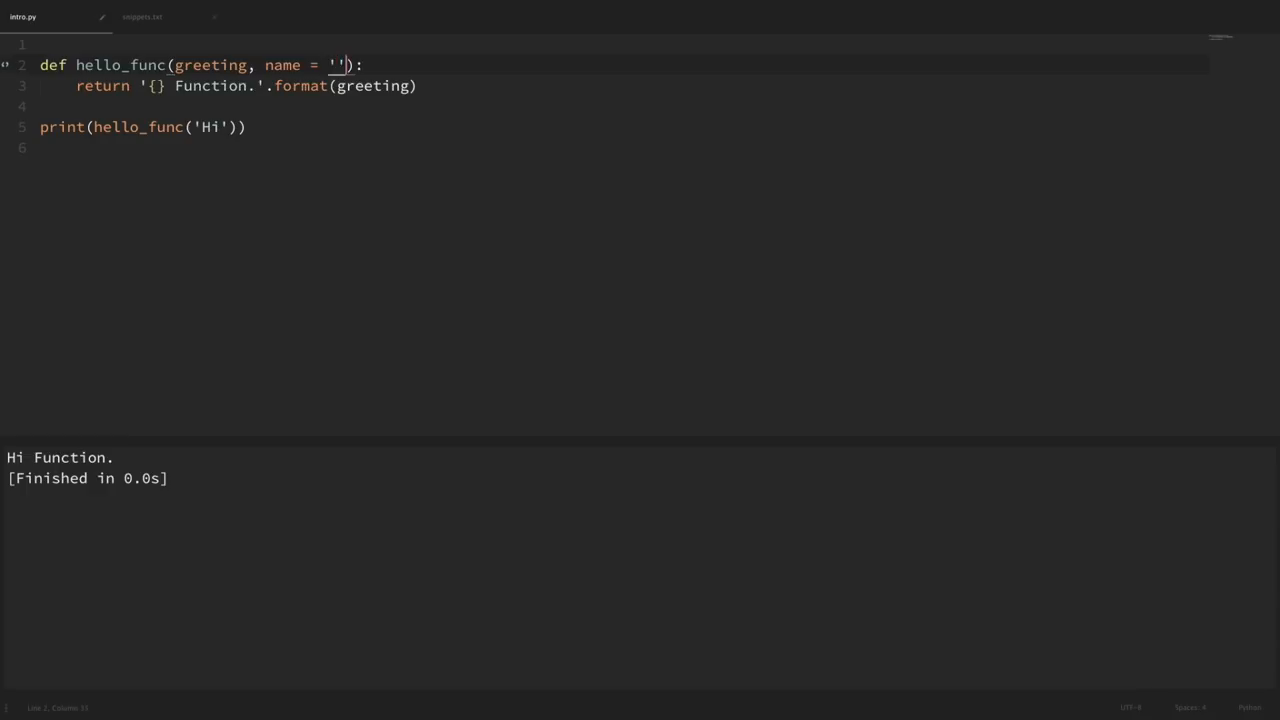 intro.py
snippets.txt
1
2 def hello_func(greeting, name = ''):
3 return '{} Function.'.format(greeting)
4
5 print(hello_func('Hi'))
6
Hi Function.
[Finished in 0.0s]
Line 2, Column 33
UTF-8
Spaces: 4
Python